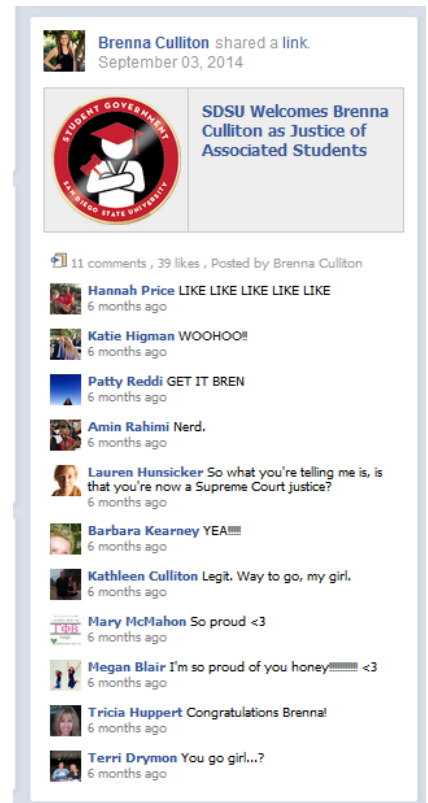 Brenna Culliton shared a link.
September 03, 2014
STUDENT GOVERNMENT
SAN DIEGO STATE UNIVERSITY
SDSU Welcomes Brenna
Culliton as Justice of
Associated Students
11 comments , 39 likes , Posted by Brenna Culliton
Hannah Price LIKE LIKE LIKE LIKE LIKE
6 months ago
Katie Higman WOOHOO!!
6 months ago
Patty Reddi GET IT BREN
6 months ago
Amin Rahimi Nerd.
6 months ago
Lauren Hunsicker So what you're telling me is, is
that you're now a Supreme Court justice?
6 months ago
Barbara Kearney YEA!!!!!
6 months ago
Kathleen Culliton Legit. Way to go, my girl.
6 months ago
ΓΦΒ
Mary McMahon So proud <3
6 months ago
Megan Blair I'm so proud of you honey!!!!!!!!!! <3
6 months ago
Tricia Huppert Congratulations Brenna!
6 months ago
Terri Drymon You go girl...?
6 months ago